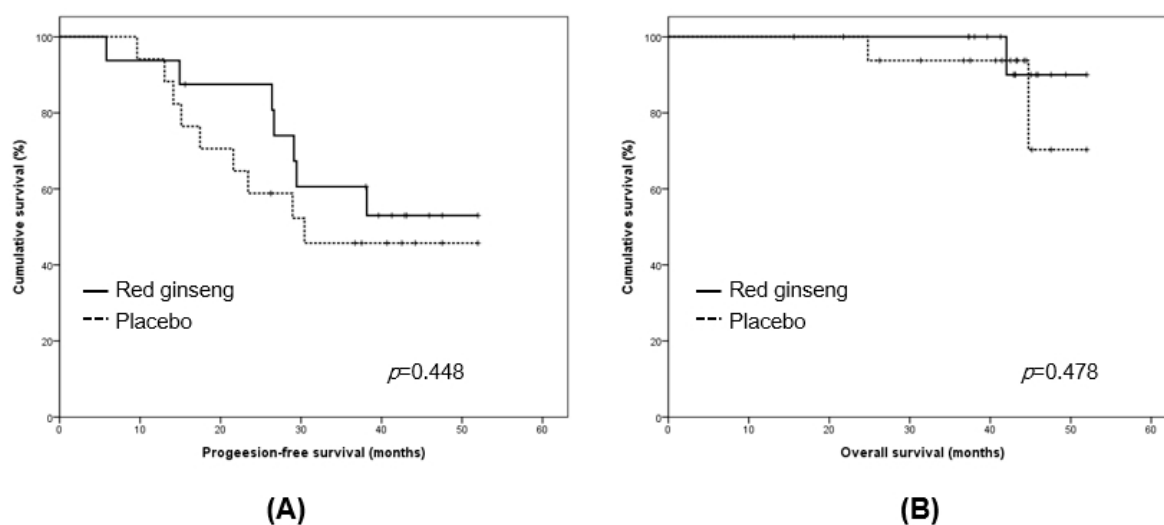 Cumulative survival (%)
100
80
60
40
20
0
Red ginseng
Placebo
p=0.448
0 10 20 30 40 50 60
Progeesion-free survival (months)
(A)
Cumulative survival (%)
100
80
60
40
20
0
Red ginseng
Placebo
p=0.478
0 10 20 30 40 50 60
Overall survival (months)
(B)